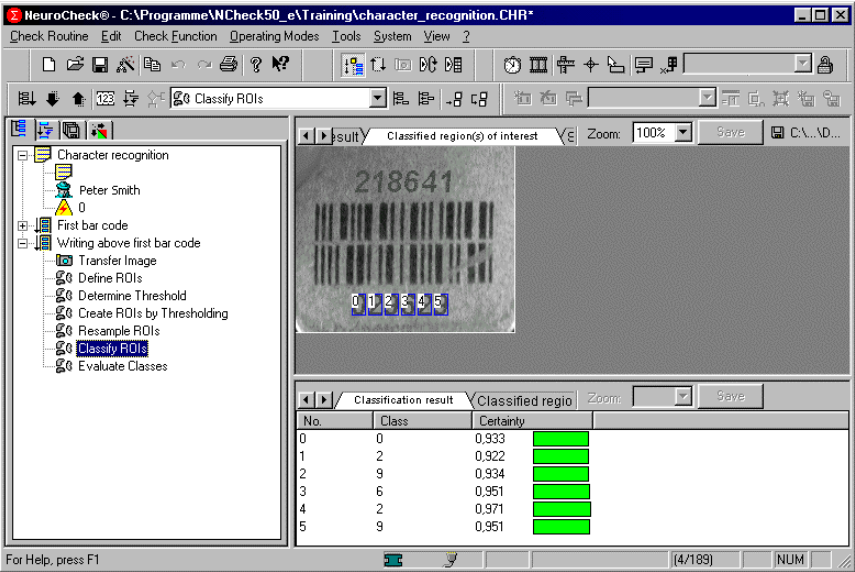 NeuroCheck® - C:\Programme\NCheck50_e\Training\character_recognition.CHR*
Check Routine Edit Check Function Operating Modes Tools System View ?
123 Classify ROIs
Character recognition
Peter Smith
0
First bar code
Writing above first bar code
Transfer Image
Define ROIs
Determine Threshold
Create ROIs by Thresholding
Resample ROIs
Classify ROIs
Evaluate Classes
sult) Classified region(s) of interest Zoom: 100% Save C:\...\D...
218641
0 1 2 3 4 5
Classification result Classified regio Zoom: Save
No. Class Certainty
0 0 0,933
1 2 0,922
2 9 0,934
3 6 0,951
4 2 0,971
5 9 0,951
For Help, press F1 (4/189) NUM